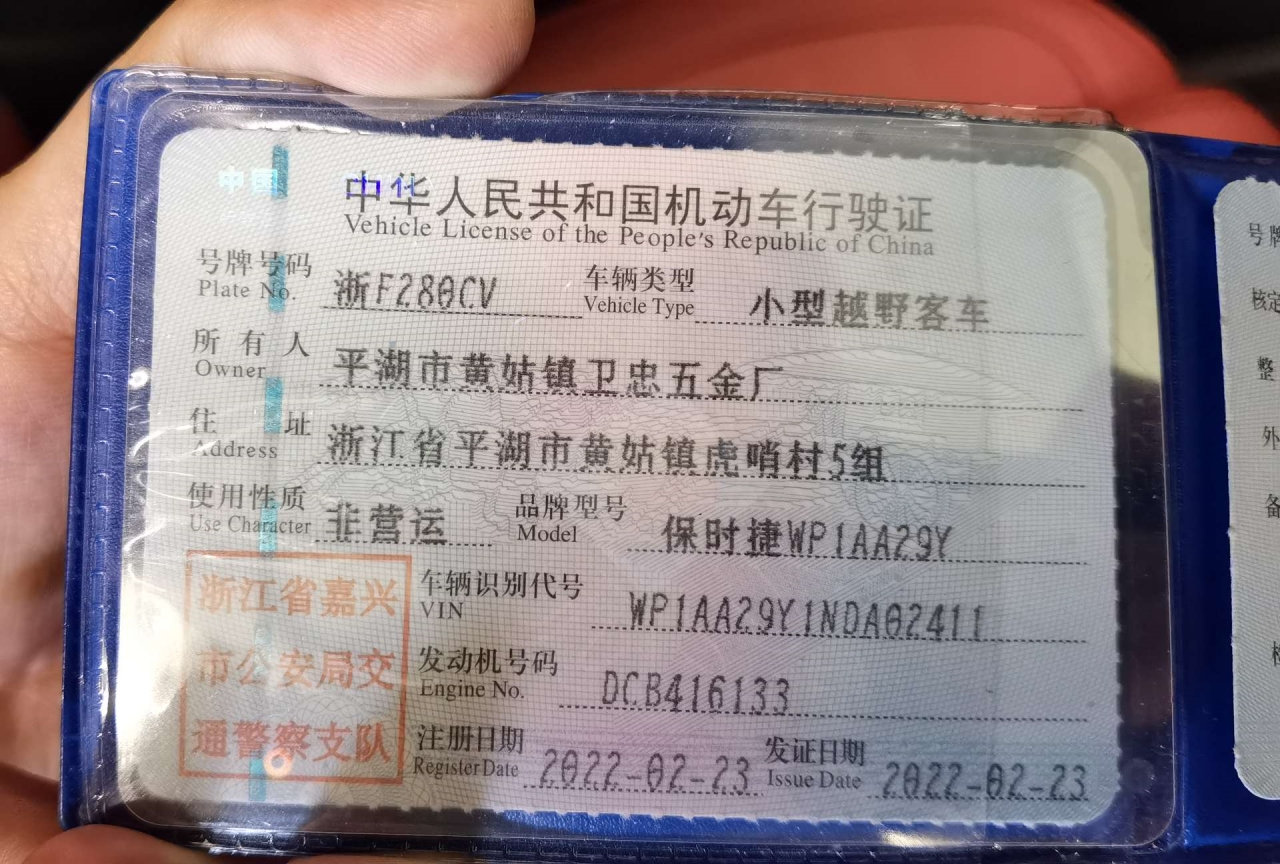 中国
中华人民共和国机动车行驶证
Vehicle License of the People's Republic of China
号牌号码 浙F280CV 车辆类型 小型越野客车
Plate No. Vehicle Type
所有人 平湖市黄姑镇卫忠五金厂
Owner
住址 浙江省平湖市黄姑镇虎哨村5组
Address
使用性质 非营运 品牌型号 保时捷WP1AA29Y
Use Character Model
浙江省嘉兴
市公安局交
通警察支队
车辆识别代号 WP1AA29Y1NDA02411
VIN
发动机号码 DCB416133
Engine No.
注册日期 2022-02-23 发证日期 2022-02-23
Register Date Issue Date
号牌
核定
整
外
备